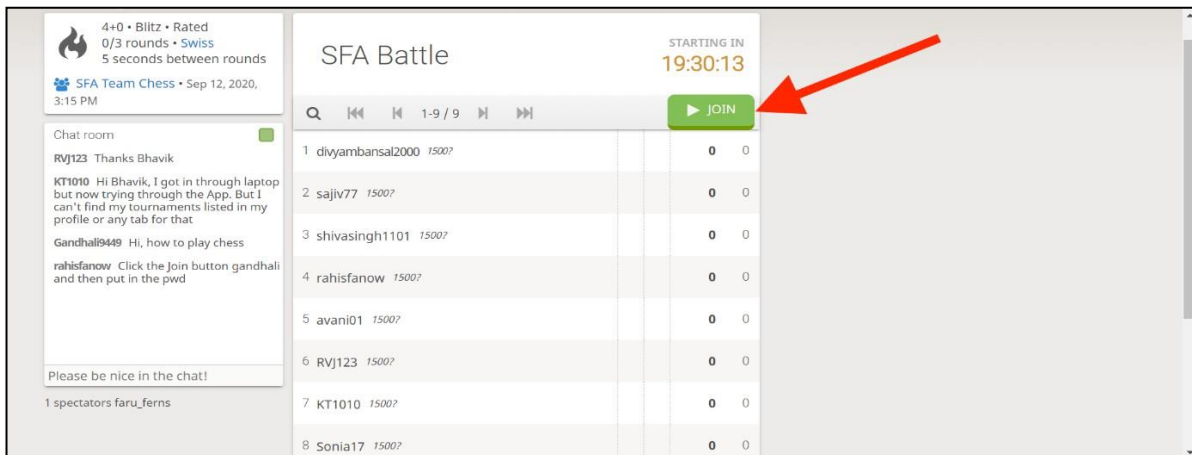 4+0 • Blitz • Rated
0/3 rounds • Swiss
5 seconds between rounds
SFA Team Chess • Sep 12, 2020,
3:15 PM
Chat room
RVJ123 Thanks Bhavik
KT1010 Hi Bhavik, I got in through laptop
but now trying through the App. But I
can't find my tournaments listed in my
profile or any tab for that
Gandhali9449 Hi, how to play chess
rahisfanow Click the Join button gandhali
and then put in the pwd
Please be nice in the chat!
1 spectators faru_ferns
SFA Battle
STARTING IN
19:30:13
1-9 / 9
JOIN
1 divyambansal2000 1500? 0 0
2 sajiv77 1500? 0 0
3 shivasingh1101 1500? 0 0
4 rahisfanow 1500? 0 0
5 avani01 1500? 0 0
6 RVJ123 1500? 0 0
7 KT1010 1500? 0 0
8 Sonia17 1500? 0 0